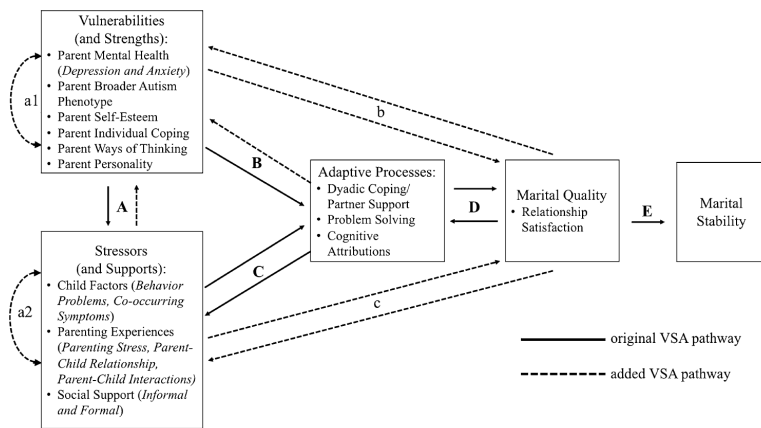 Vulnerabilities
(and Strengths):
• Parent Mental Health
(Depression and Anxiety)
• Parent Broader Autism
Phenotype
• Parent Self-Esteem
• Parent Individual Coping
• Parent Ways of Thinking
• Parent Personality
a1
A
B
b
Adaptive Processes:
• Dyadic Coping/
Partner Support
• Problem Solving
• Cognitive
Attributions
D
Marital Quality
• Relationship
Satisfaction
E
Marital
Stability
Stressors
(and Supports):
• Child Factors (Behavior
Problems, Co-occurring
Symptoms)
• Parenting Experiences
(Parenting Stress, Parent-
Child Relationship,
Parent-Child Interactions)
• Social Support (Informal
and Formal)
a2
C
c
original VSA pathway
added VSA pathway